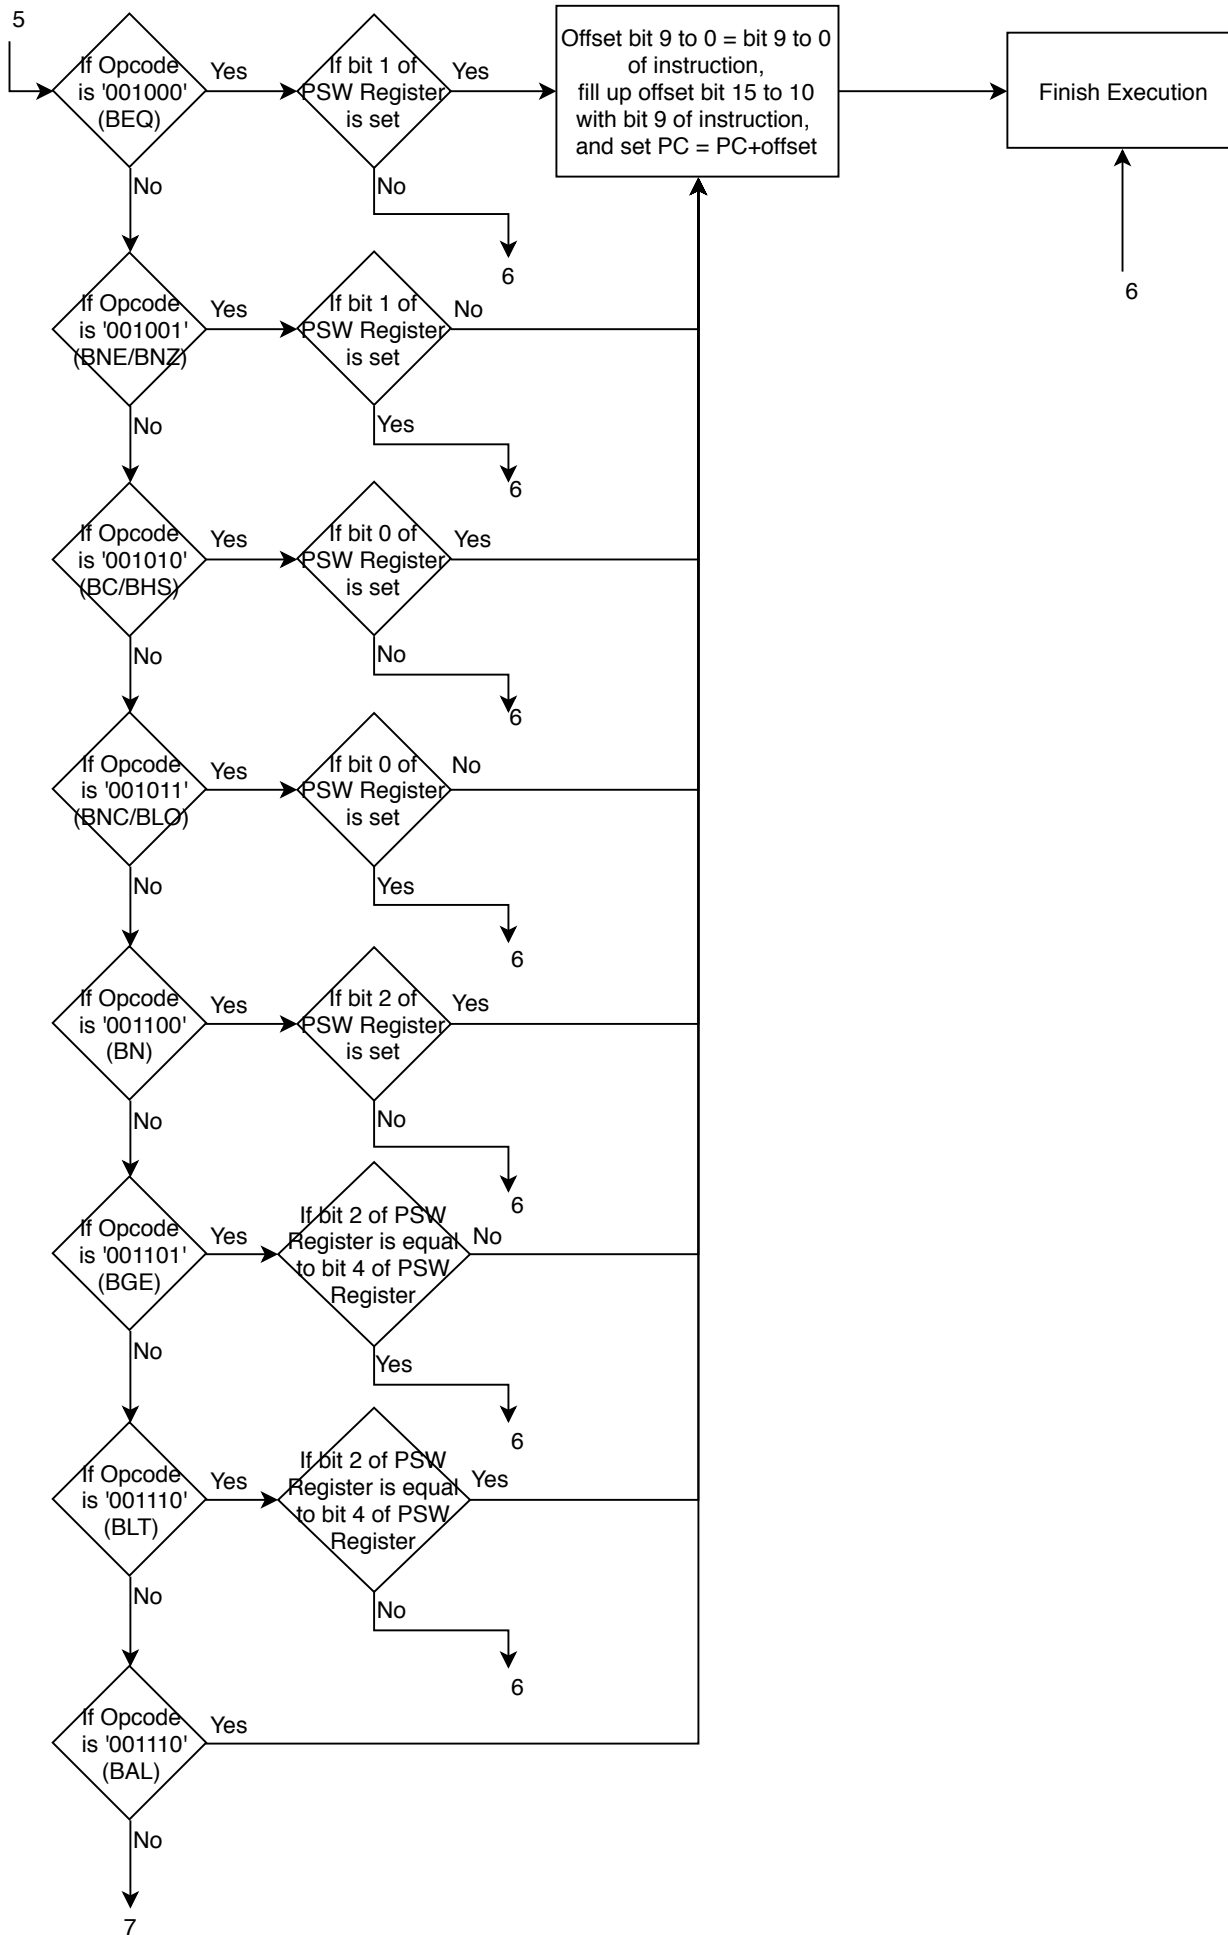 5
If Opcode
is '001000'
(BEQ)
Yes
If bit 1 of
PSW Register
is set
Yes
Offset bit 9 to 0 = bit 9 to 0
of instruction,
fill up offset bit 15 to 10
with bit 9 of instruction,
and set PC = PC+offset
Finish Execution
No
No
6
6
If Opcode
is '001001'
(BNE/BNZ)
Yes
If bit 1 of
PSW Register
is set
No
No
Yes
6
If Opcode
is '001010'
(BC/BHS)
Yes
If bit 0 of
PSW Register
is set
Yes
No
No
6
If Opcode
is '001011'
(BNC/BLO)
Yes
If bit 0 of
PSW Register
is set
No
No
Yes
6
If Opcode
is '001100'
(BN)
Yes
If bit 2 of
PSW Register
is set
Yes
No
No
6
If Opcode
is '001101'
(BGE)
Yes
If bit 2 of PSW
Register is equal
to bit 4 of PSW
Register
No
No
Yes
6
If Opcode
is '001110'
(BLT)
Yes
If bit 2 of PSW
Register is equal
to bit 4 of PSW
Register
Yes
No
No
6
If Opcode
is '001110'
(BAL)
Yes
No
7